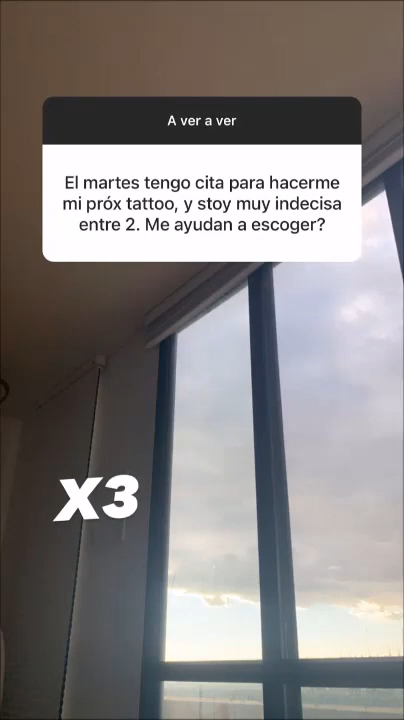 A ver a ver
El martes tengo cita para hacerme
mi próx tattoo, y stoy muy indecisa
entre 2. Me ayudan a escoger?
X3